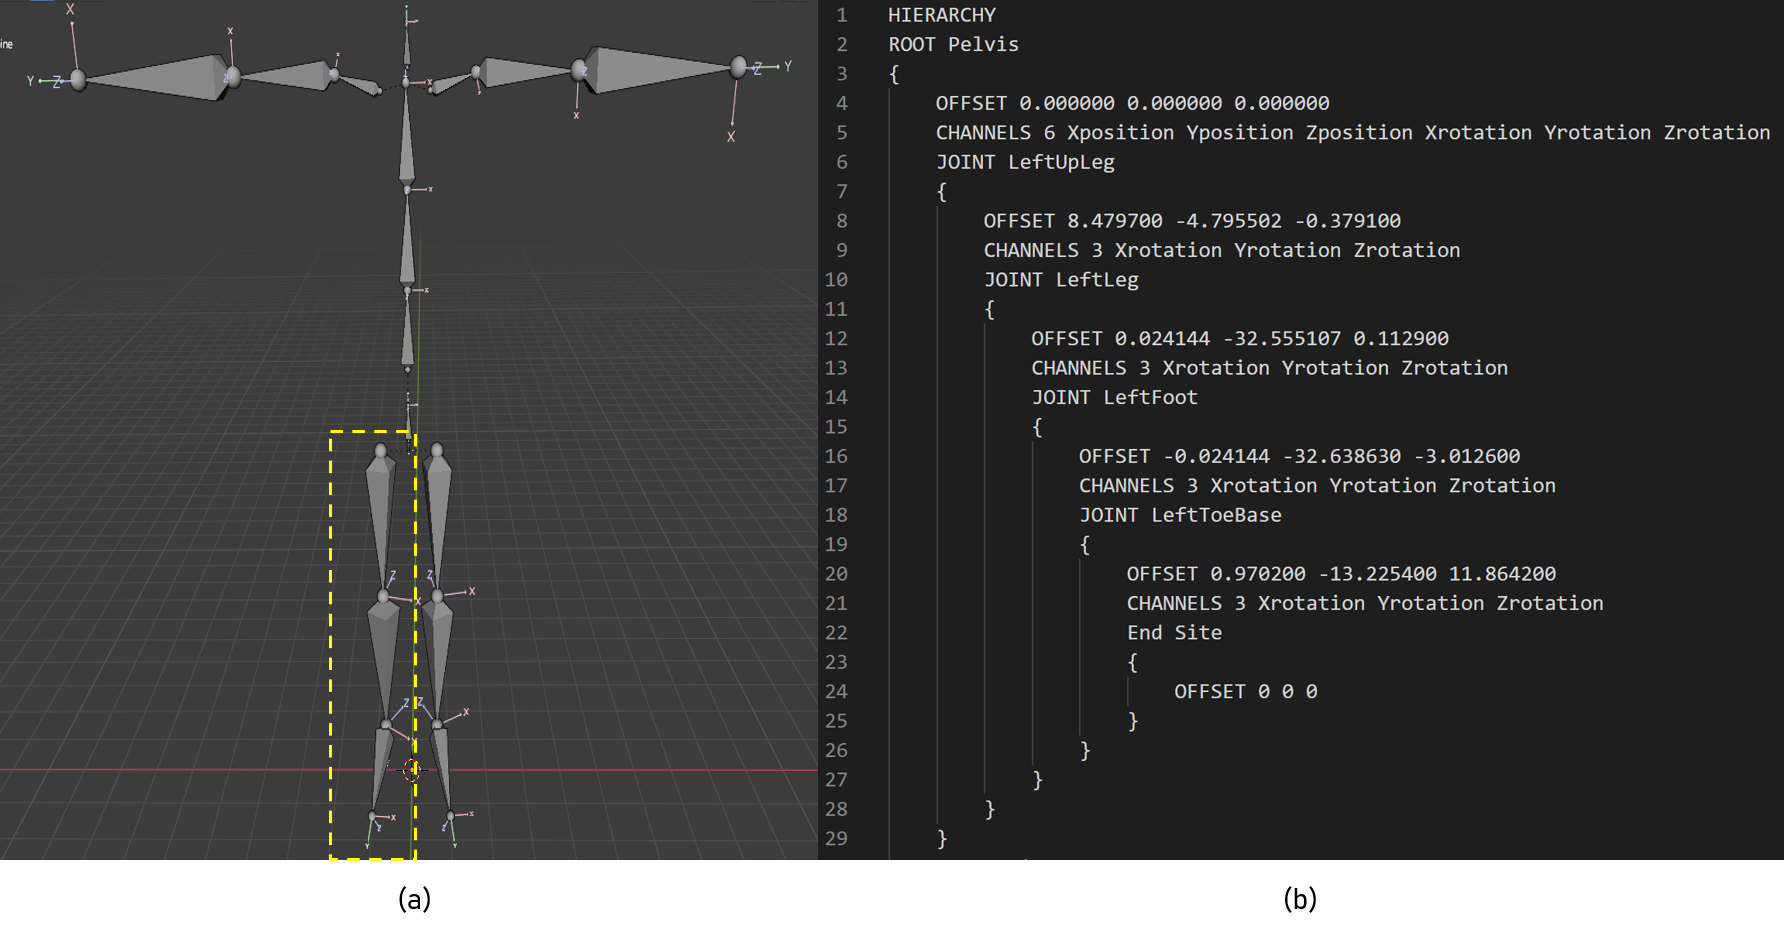 ine
X
Y
Z
X
Z
x
x
x
x
x
Z
X
Z
Y
X
x
x
Z
Z
X
X
Z
Z
X
X
x
x
z
z
Y
Y
1 HIERARCHY
2 ROOT Pelvis
3 {
4 OFFSET 0.000000 0.000000 0.000000
5 CHANNELS 6 Xposition Yposition Zposition Xrotation Yrotation Zrotation
6 JOINT LeftUpLeg
7 {
8 OFFSET 8.479700 -4.795502 -0.379100
9 CHANNELS 3 Xrotation Yrotation Zrotation
10 JOINT LeftLeg
11 {
12 OFFSET 0.024144 -32.555107 0.112900
13 CHANNELS 3 Xrotation Yrotation Zrotation
14 JOINT LeftFoot
15 {
16 OFFSET -0.024144 -32.638630 -3.012600
17 CHANNELS 3 Xrotation Yrotation Zrotation
18 JOINT LeftToeBase
19 {
20 OFFSET 0.970200 -13.225400 11.864200
21 CHANNELS 3 Xrotation Yrotation Zrotation
22 End Site
23 {
24 OFFSET 0 0 0
25 }
26 }
27 }
28 }
29 }
(a)
(b)